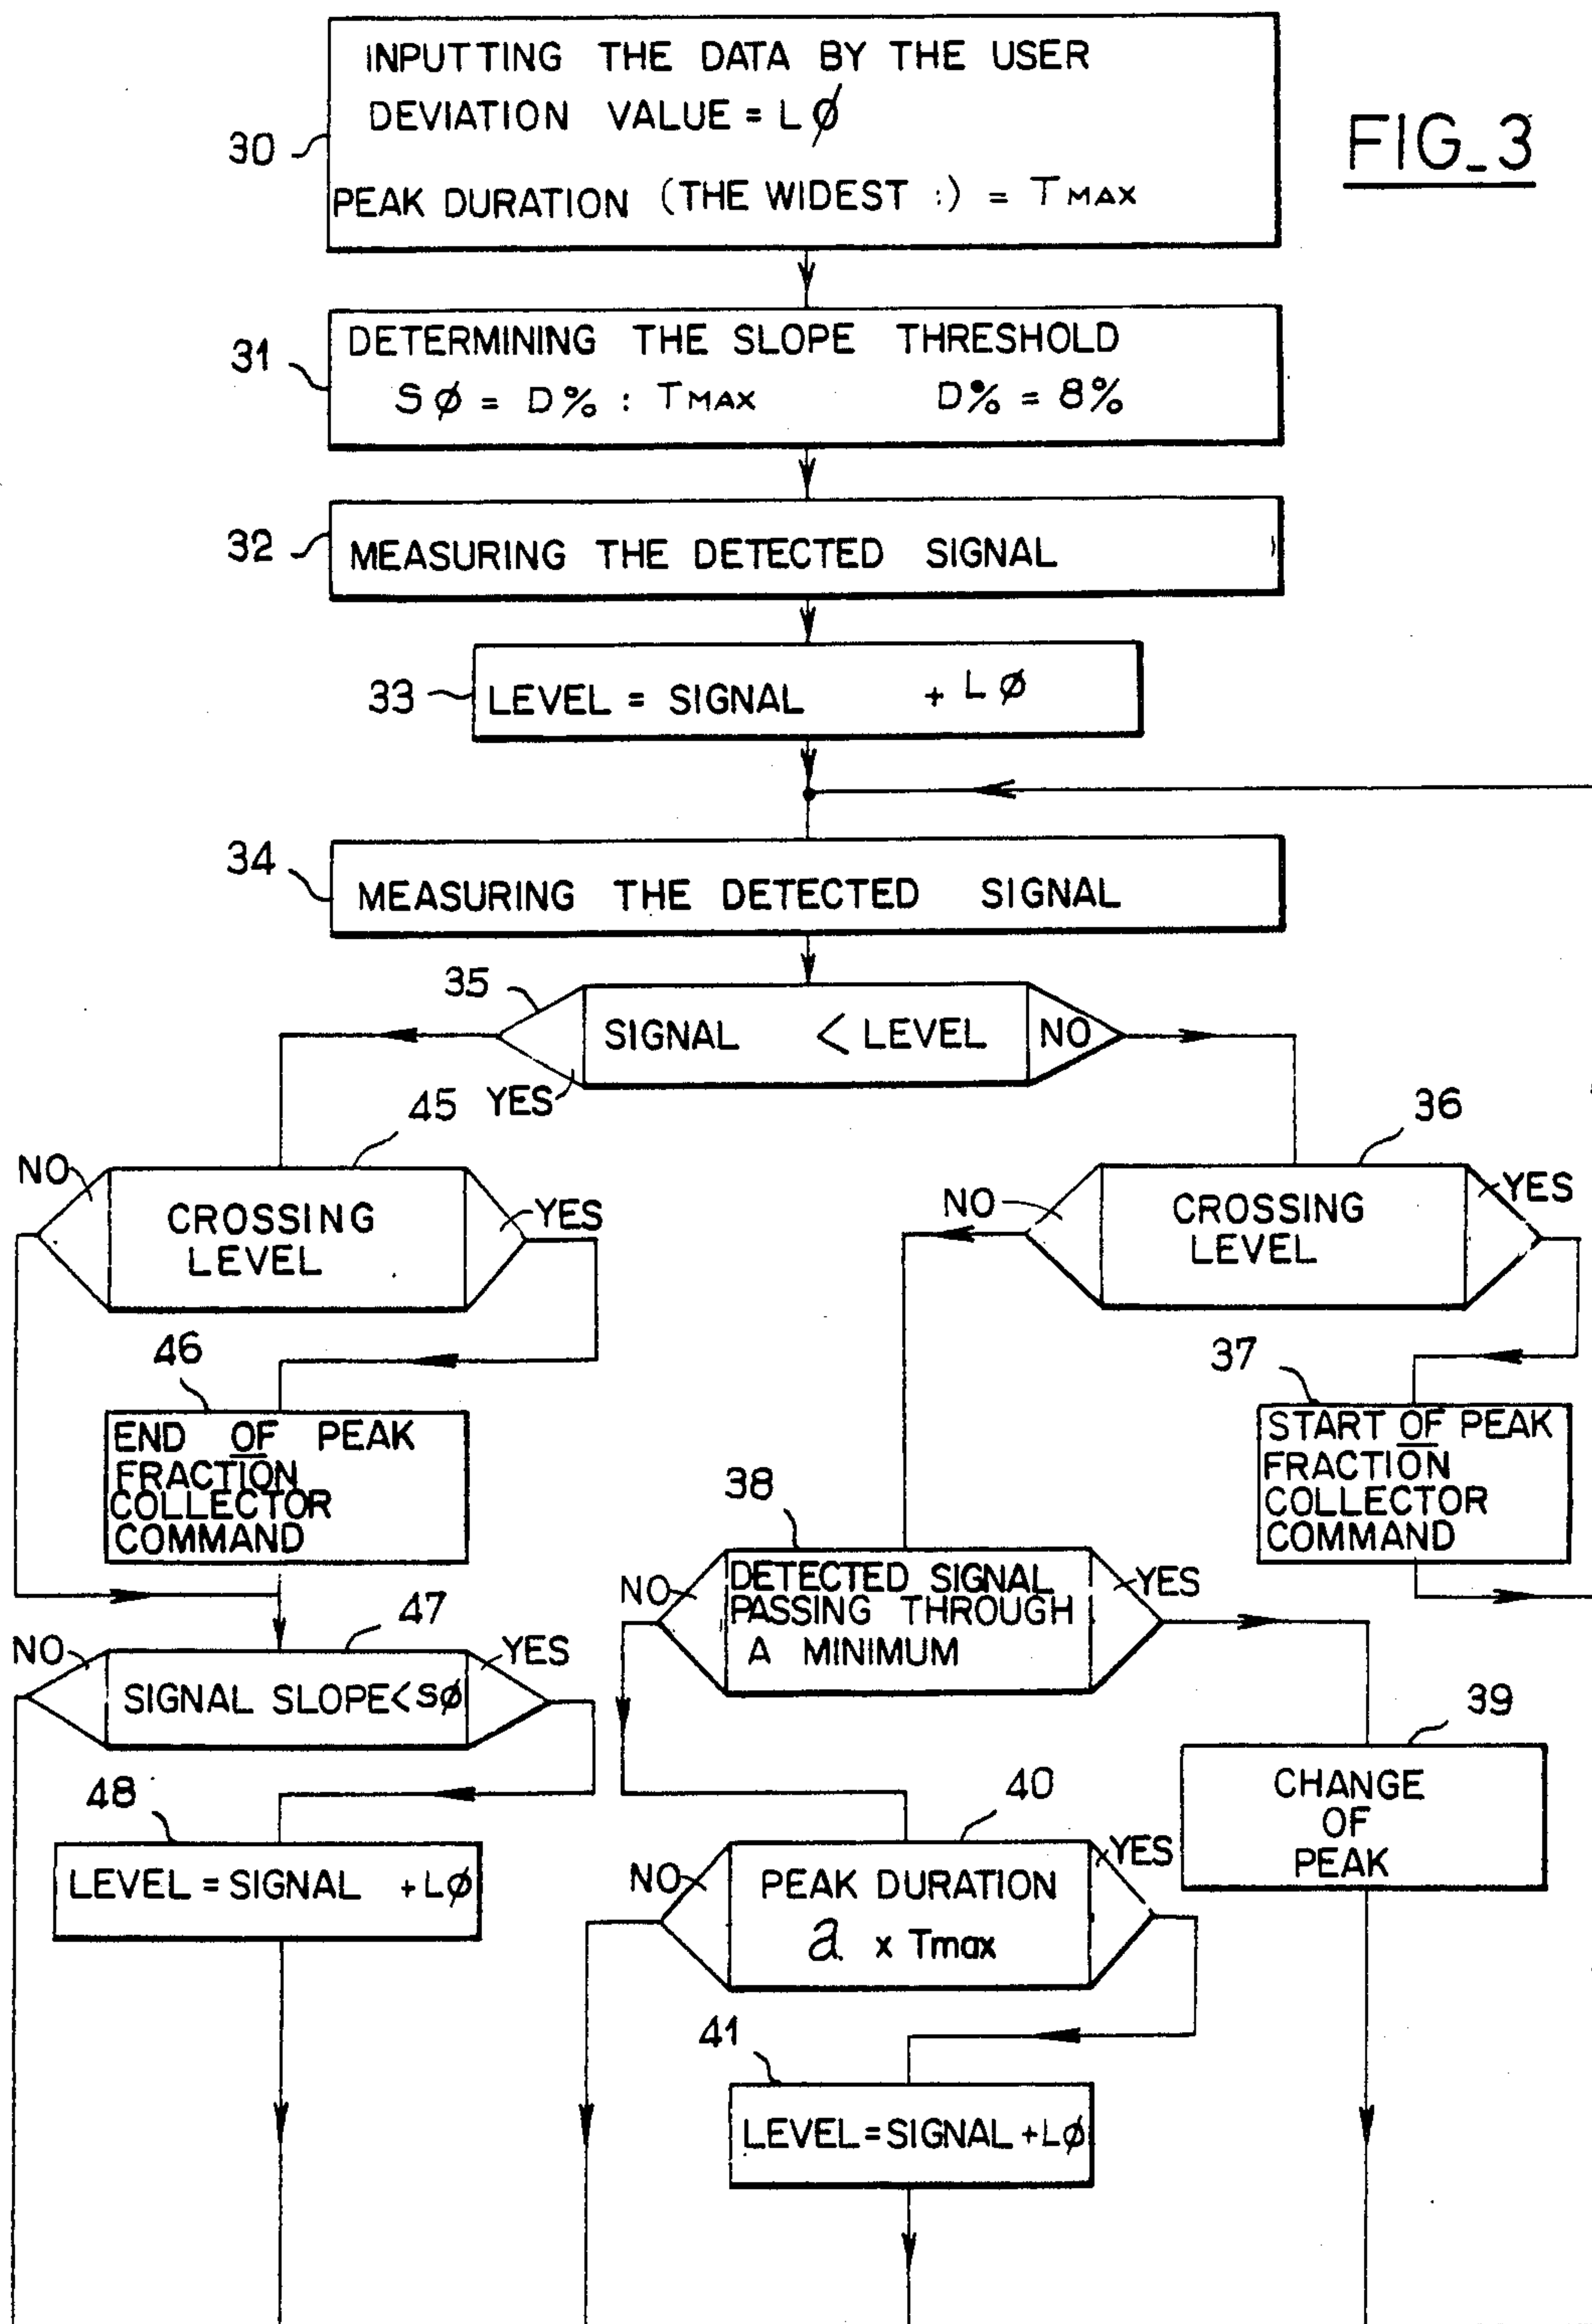 INPUTTING THE DATA BY THE USER
DEVIATION VALUE = LØ
30
FIG_3
PEAK DURATION (THE WIDEST :) = TMAX
31
DETERMINING THE SLOPE THRESHOLD
SØ = D% : TMAX D% = 8%
32
MEASURING THE DETECTED SIGNAL
33
LEVEL = SIGNAL + LØ
34
MEASURING THE DETECTED SIGNAL
35
SIGNAL < LEVEL NO
YES
45
36
NO
CROSSING
LEVEL
YES
NO
CROSSING
LEVEL
YES
46
END OF PEAK
FRACTION
COLLECTOR
COMMAND
37
START OF PEAK
FRACTION
COLLECTOR
COMMAND
38
NO
DETECTED SIGNAL
PASSING THROUGH
A MINIMUM
YES
47
NO
SIGNAL SLOPE<SØ
YES
39
CHANGE
OF
PEAK
48
LEVEL = SIGNAL +LØ
40
NO
PEAK DURATION
a x Tmax
YES
41
LEVEL=SIGNAL+LØ